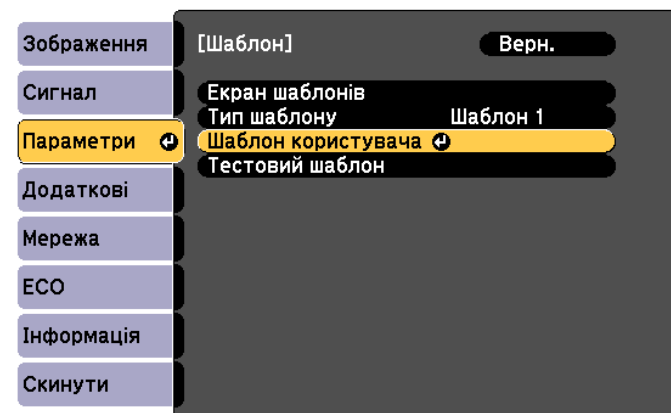 Зображення
Сигнал
Параметри
Додаткові
Мережа
ECO
Інформація
Скинути
[Шаблон] Верн.
Екран шаблонів
Тип шаблону Шаблон 1
Шаблон користувача
Тестовий шаблон